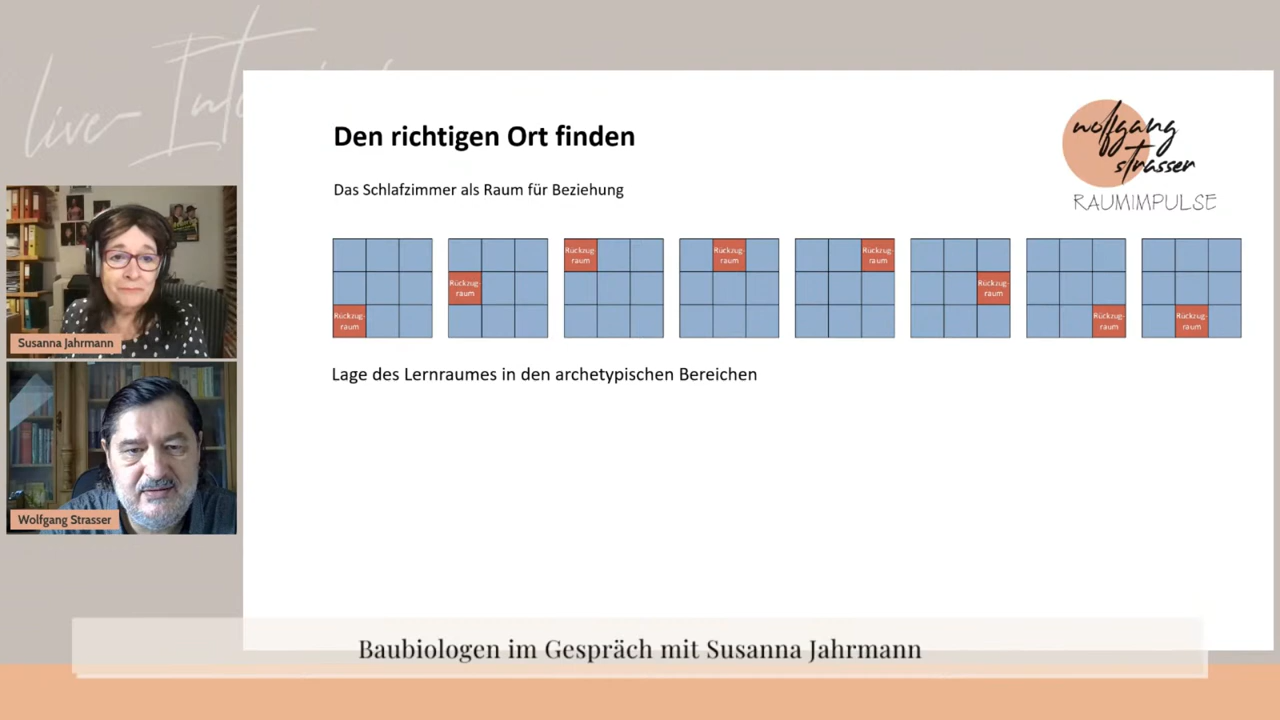 live-
Den richtigen Ort finden
wolfgang
strasser
RAUMIMPULSE
Das Schlafzimmer als Raum für Beziehung
Rückzug-
raum
Rückzug-
raum
Rückzug-
raum
Rückzug-
raum
Rückzug-
raum
Rückzug-
raum
Rückzug-
raum
Rückzug-
raum
Lage des Lernraumes in den archetypischen Bereichen
Susanna Jahrmann
Wolfgang Strasser
Baubiologen im Gespräch mit Susanna Jahrmann